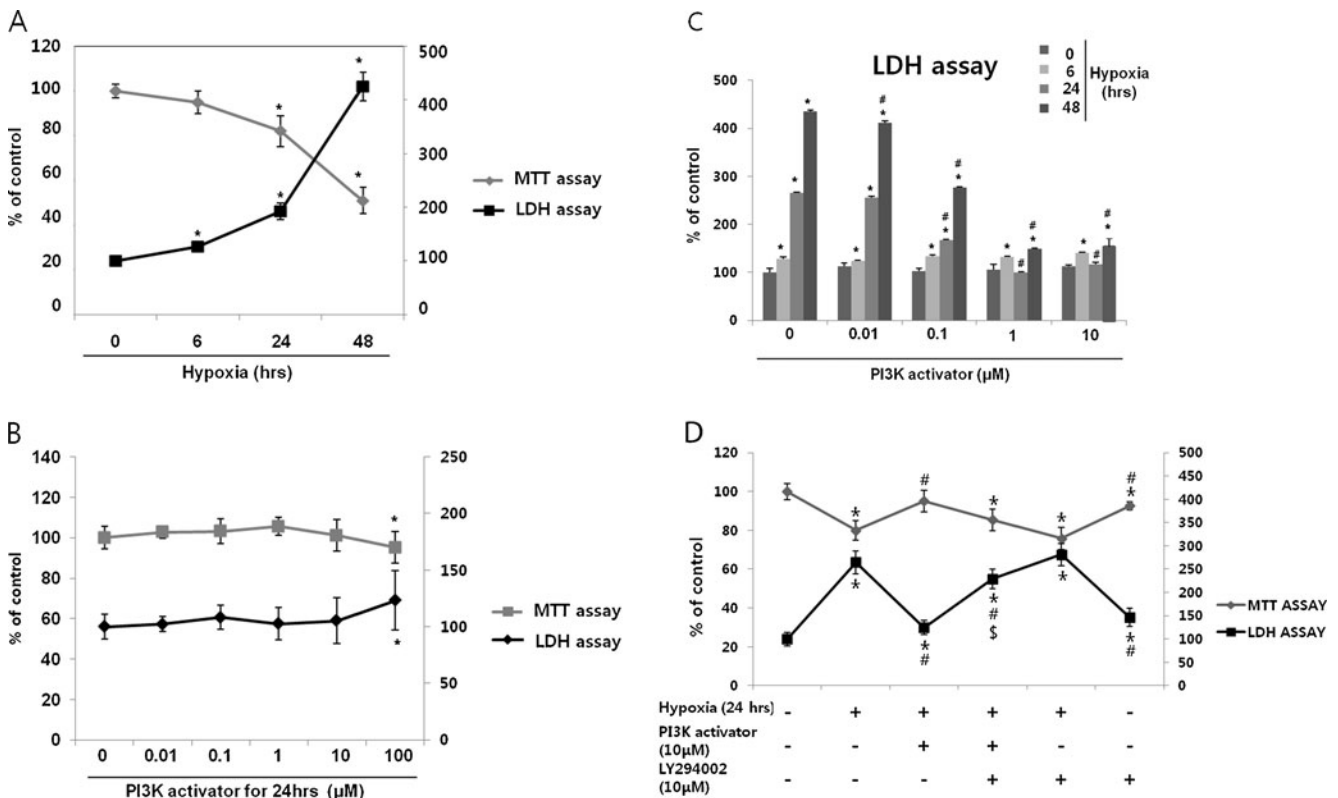 A
120
100
80
60
40
20
0
% of control
500
400
300
200
100
0
*
*
*
*
*
0 6 24 48
Hypoxia (hrs)
MTT assay
LDH assay
B
140
120
100
80
60
40
20
0
% of control
250
200
150
100
50
0
*
*
0 0.01 0.1 1 10 100
PI3K activator for 24hrs (µM)
MTT assay
LDH assay
C
LDH assay
0
6
24
48
Hypoxia
(hrs)
500
400
300
200
100
0
% of control
* * *
* * # *
* # * # *
* # # *
* # # *
0 0.01 0.1 1 10
PI3K activator (µM)
D
120
100
80
60
40
20
0
% of control
500
450
400
350
300
250
200
150
100
50
0
* # * * # *
* * # * # $ * * #
MTT ASSAY
LDH ASSAY
Hypoxia (24 hrs) - + + + + -
PI3K activator
(10µM) - - + + - -
LY294002
(10µM) - - - + + +